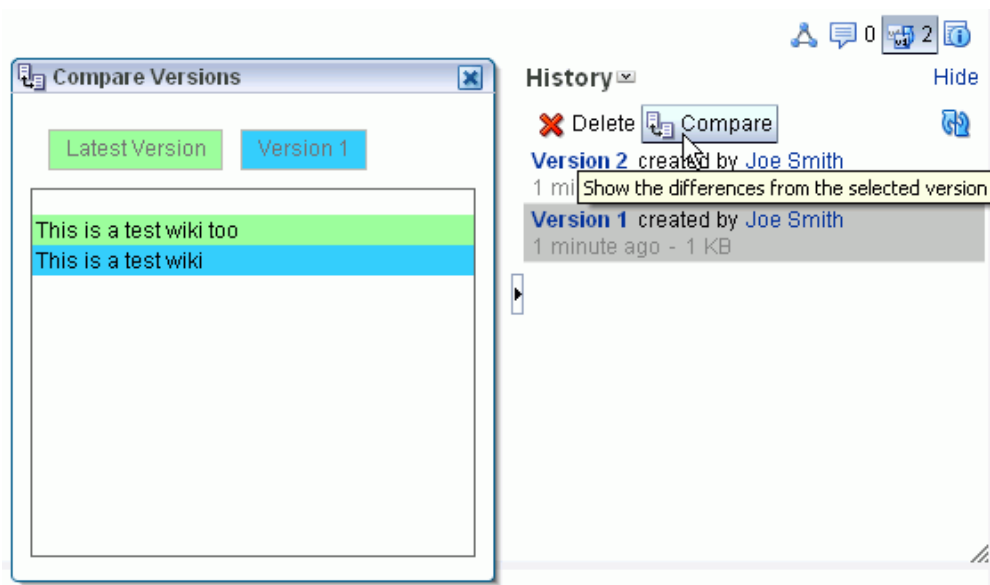 0 v1 2
Compare Versions
Latest Version Version 1
This is a test wiki too
This is a test wiki
History Hide
Delete Compare
Version 2 created by Joe Smith
1 mi
Show the differences from the selected version
Version 1 created by Joe Smith
1 minute ago - 1 KB